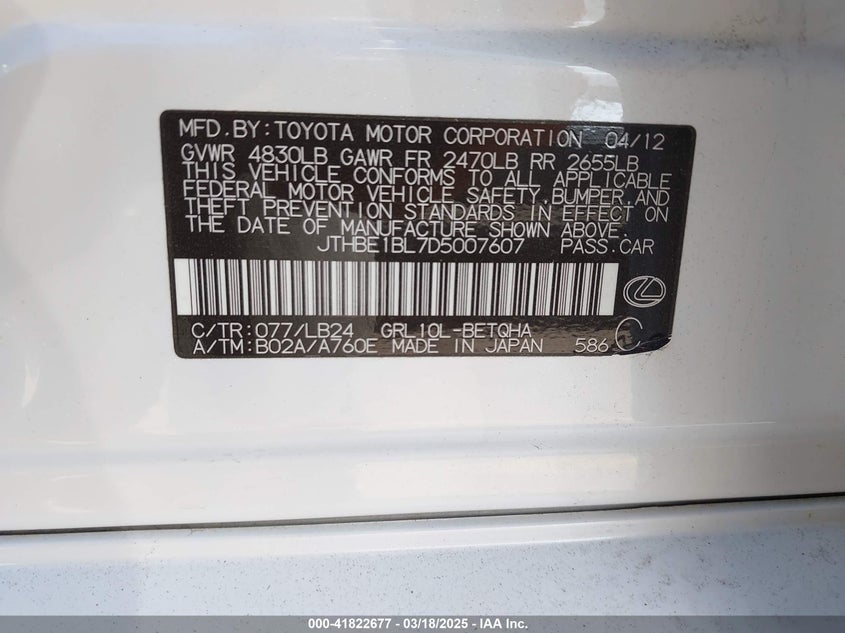 MFD. BY: TOYOTA MOTOR CORPORATION 04/12
GVWR 4830LB GAWR FR 2470LB RR 2655LB
THIS VEHICLE CONFORMS TO ALL APPLICABLE
FEDERAL MOTOR VEHICLE SAFETY, BUMPER, AND
THEFT PREVENTION STANDARDS IN EFFECT ON
THE DATE OF MANUFACTURE SHOWN ABOVE.
JTHBE1BL7D5007607 PASS. CAR
C/TR: 077/LB24 GRL10L-BETQHA
A/TM: B02A/A760E MADE IN JAPAN 586
000-41822677 - 03/18/2025 - IAA Inc.